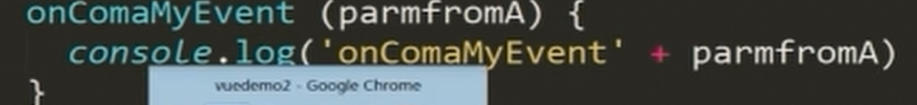 onComaMyEvent (parmfromA) {
console.log('onComaMyEvent' + parmfromA)
vuedemo2 - Google Chrome
}